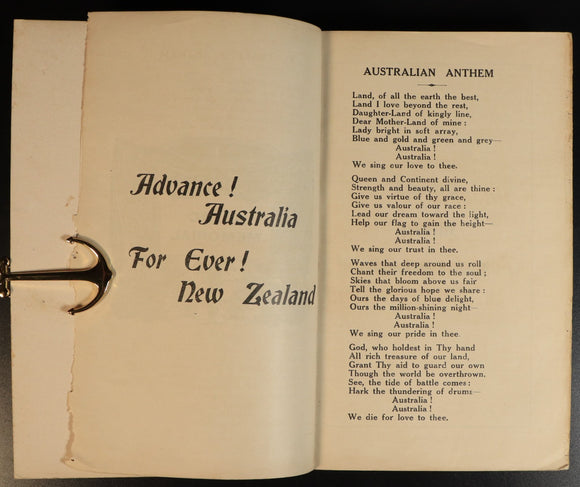 Advance !
Australia
For Ever !
New Zealand
AUSTRALIAN ANTHEM
Land, of all the earth the best,
Land I love beyond the rest,
Daughter-Land of kingly line,
Dear Mother-Land of mine :
Lady bright in soft array,
Blue and gold and green and grey—
Australia !
Australia !
We sing our love to thee.
Queen and Continent divine,
Strength and beauty, all are thine :
Give us virtue of thy grace,
Give us valour of our race :
Lead our dream toward the light,
Help our flag to gain the height—
Australia !
Australia !
We sing our trust in thee.
Waves that deep around us roll
Chant their freedom to the soul ;
Skies that bloom above us fair
Tell the glorious hope we share :
Ours the days of blue delight,
Ours the million-shining night—
Australia !
Australia !
We sing our pride in thee.
God, who holdest in Thy hand
All rich treasure of our land,
Grant Thy aid to guard our own
Though the world be overthrown.
See, the tide of battle comes :
Hark the thundering of drums—
Australia !
Australia !
We die for love to thee.